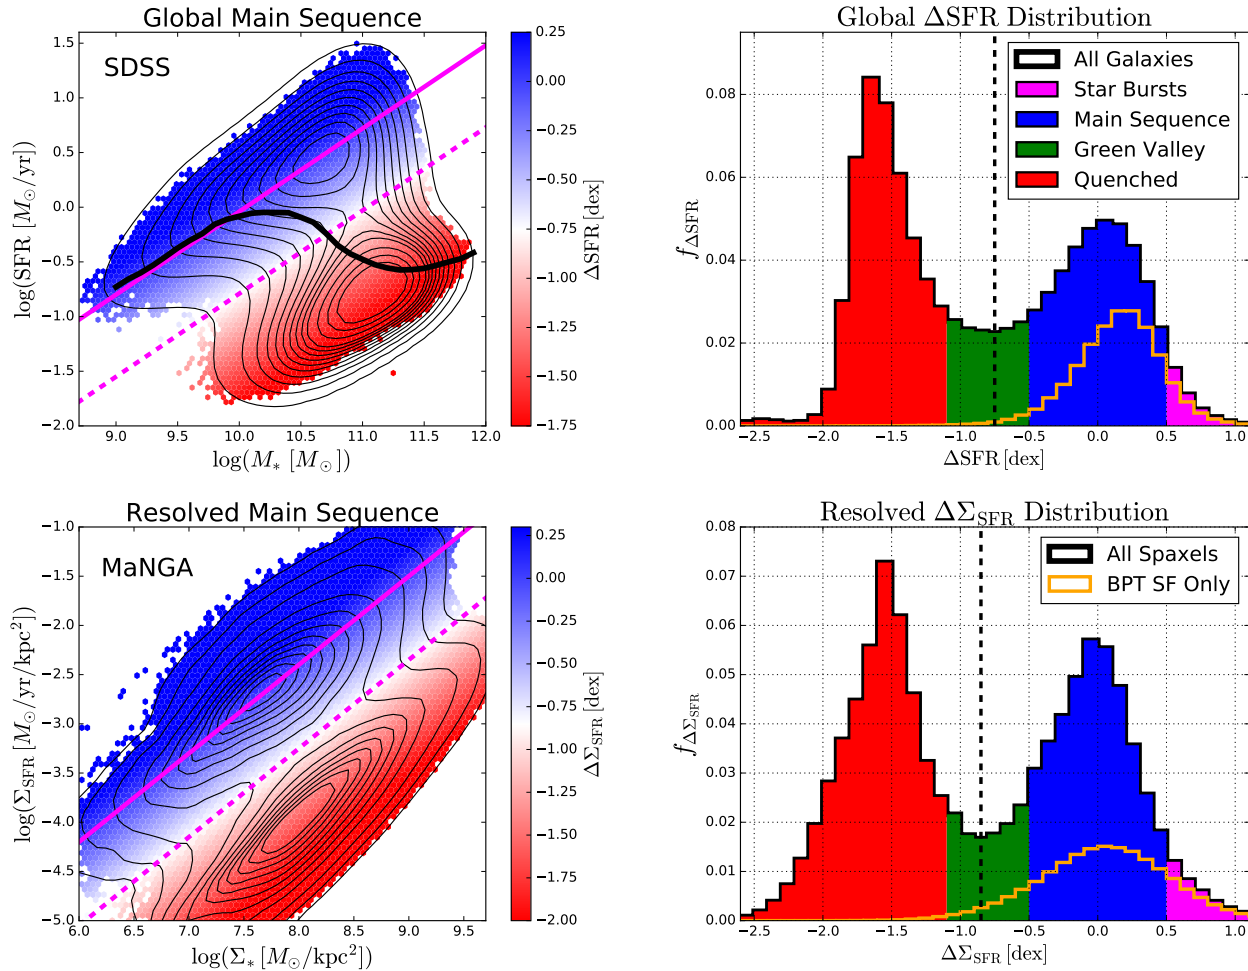 Global Main Sequence
SDSS
1.5
1.0
0.5
0.0
−0.5
−1.0
−1.5
−2.0
log(SFR [M⊙/yr])
9.0 9.5 10.0 10.5 11.0 11.5 12.0
log(M* [M⊙])
0.25
0.00
−0.25
−0.50
−0.75
−1.00
−1.25
−1.50
−1.75
ΔSFR [dex]
Global ΔSFR Distribution
All Galaxies
Star Bursts
Main Sequence
Green Valley
Quenched
0.08
0.06
0.04
0.02
0.00
f_ΔSFR
−2.5 −2.0 −1.5 −1.0 −0.5 0.0 0.5 1.0
ΔSFR [dex]
Resolved Main Sequence
MaNGA
−1.0
−1.5
−2.0
−2.5
−3.0
−3.5
−4.0
−4.5
−5.0
log(Σ_SFR [M⊙/yr/kpc²])
6.0 6.5 7.0 7.5 8.0 8.5 9.0 9.5
log(Σ* [M⊙/kpc²])
0.25
0.00
−0.25
−0.50
−0.75
−1.00
−1.25
−1.50
−1.75
−2.00
ΔΣ_SFR [dex]
Resolved ΔΣ_SFR Distribution
All Spaxels
BPT SF Only
0.08
0.07
0.06
0.05
0.04
0.03
0.02
0.01
0.00
f_ΔΣ_SFR
−2.5 −2.0 −1.5 −1.0 −0.5 0.0 0.5 1.0
ΔΣ_SFR [dex]